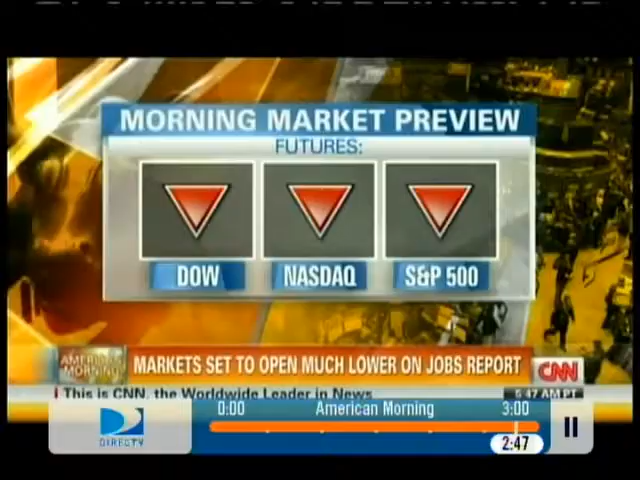 MORNING MARKET PREVIEW
FUTURES:
DOW NASDAQ S&P 500
AMERICAN MORNING
MARKETS SET TO OPEN MUCH LOWER ON JOBS REPORT
CNN
This is CNN, the Worldwide Leader in News
6:47 AM PT
0:00 American Morning 3:00
DIRECTV
2:47